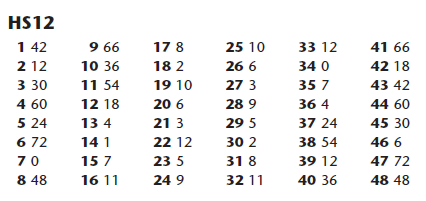 HS12
1 42 9 66 17 8 25 10 33 12 41 66
2 12 10 36 18 2 26 6 34 0 42 18
3 30 11 54 19 10 27 3 35 7 43 42
4 60 12 18 20 6 28 9 36 4 44 60
5 24 13 4 21 3 29 5 37 24 45 30
6 72 14 1 22 12 30 2 38 54 46 6
7 0 15 7 23 5 31 8 39 12 47 72
8 48 16 11 24 9 32 11 40 36 48 48